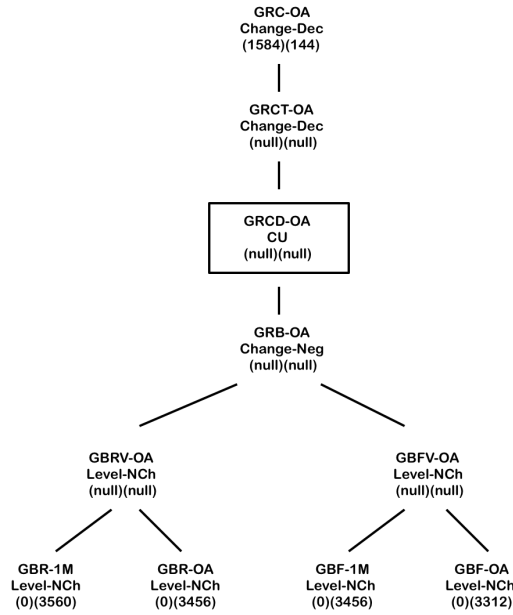 GRC-OA
Change-Dec
(1584)(144)
GRCT-OA
Change-Dec
(null)(null)
GRCD-OA
CU
(null)(null)
GRB-OA
Change-Neg
(null)(null)
GBRV-OA
Level-NCh
(null)(null)
GBFV-OA
Level-NCh
(null)(null)
GBR-1M
Level-NCh
(0)(3560)
GBR-OA
Level-NCh
(0)(3456)
GBF-1M
Level-NCh
(0)(3456)
GBF-OA
Level-NCh
(0)(3312)